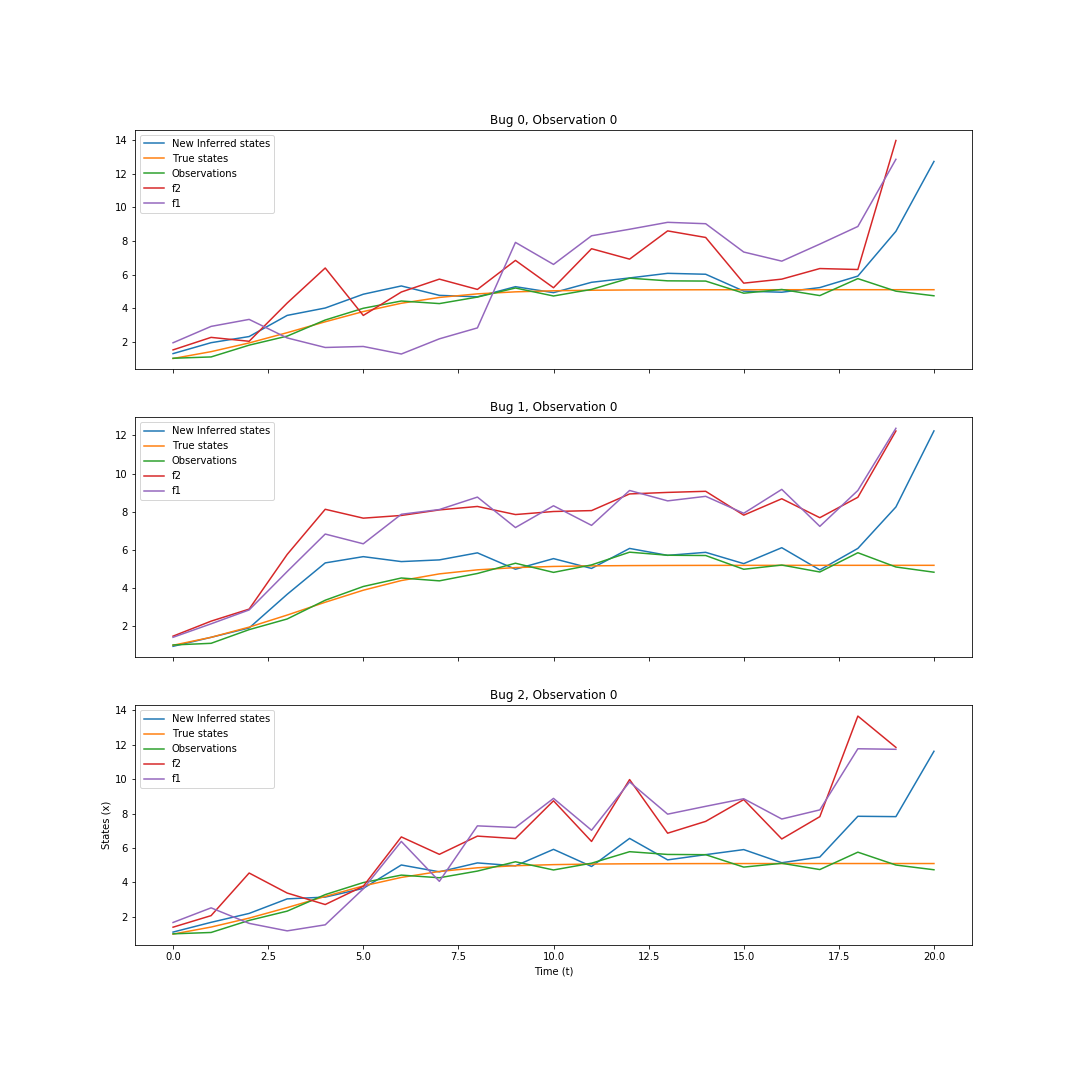 Bug 0, Observation 0
14
12
10
8
6
4
2
New Inferred states
True states
Observations
f2
f1
Bug 1, Observation 0
12
10
8
6
4
2
New Inferred states
True states
Observations
f2
f1
Bug 2, Observation 0
14
12
10
8
6
4
2
New Inferred states
True states
Observations
f2
f1
States (x)
0.0 2.5 5.0 7.5 10.0 12.5 15.0 17.5 20.0
Time (t)